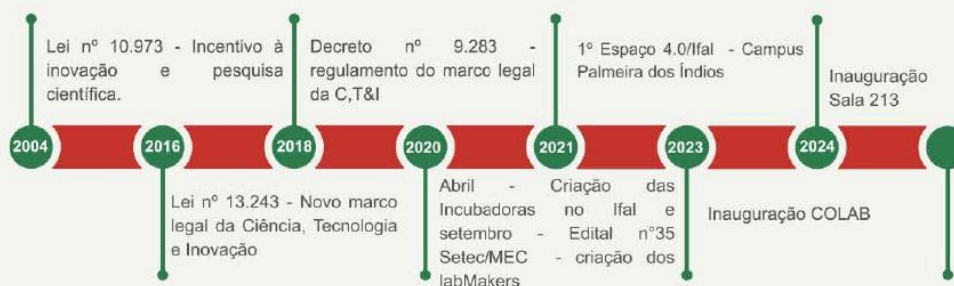 Lei nº 10.973 - Incentivo à
inovação e pesquisa
científica.
Decreto nº 9.283 -
regulamento do marco legal
da C,T&I
1º Espaço 4.0/Ifal - Campus
Palmeira dos Índios
Inauguração
Sala 213
2004
2016
2018
2020
2021
2023
2024
Lei nº 13.243 - Novo marco
legal da Ciência, Tecnologia
e Inovação
Abril - Criação das
Incubadoras no Ifal e
setembro - Edital n°35
Setec/MEC - criação dos
labMakers
Inauguração COLAB